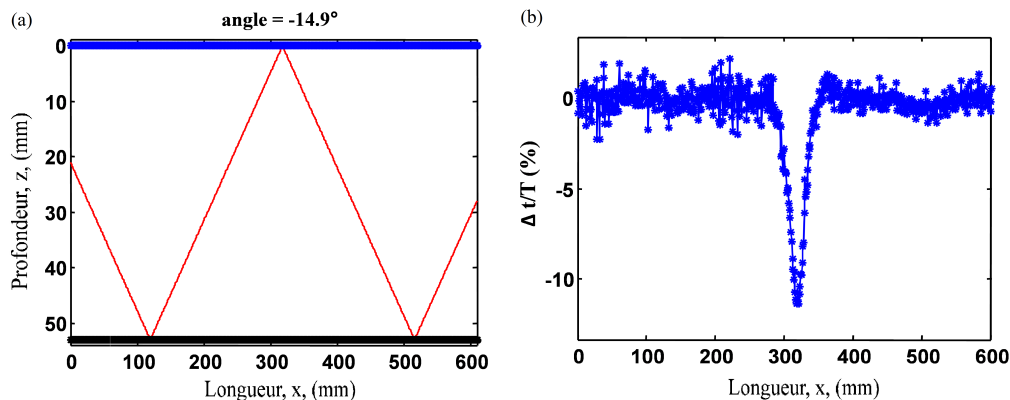 (a)
angle = -14.9°
0
10
20
30
40
50
Profondeur, z, (mm)
0 100 200 300 400 500 600
Longueur, x, (mm)
(b)
0
-5
-10
Δ t/T (%)
0 100 200 300 400 500 600
Longueur, x, (mm)